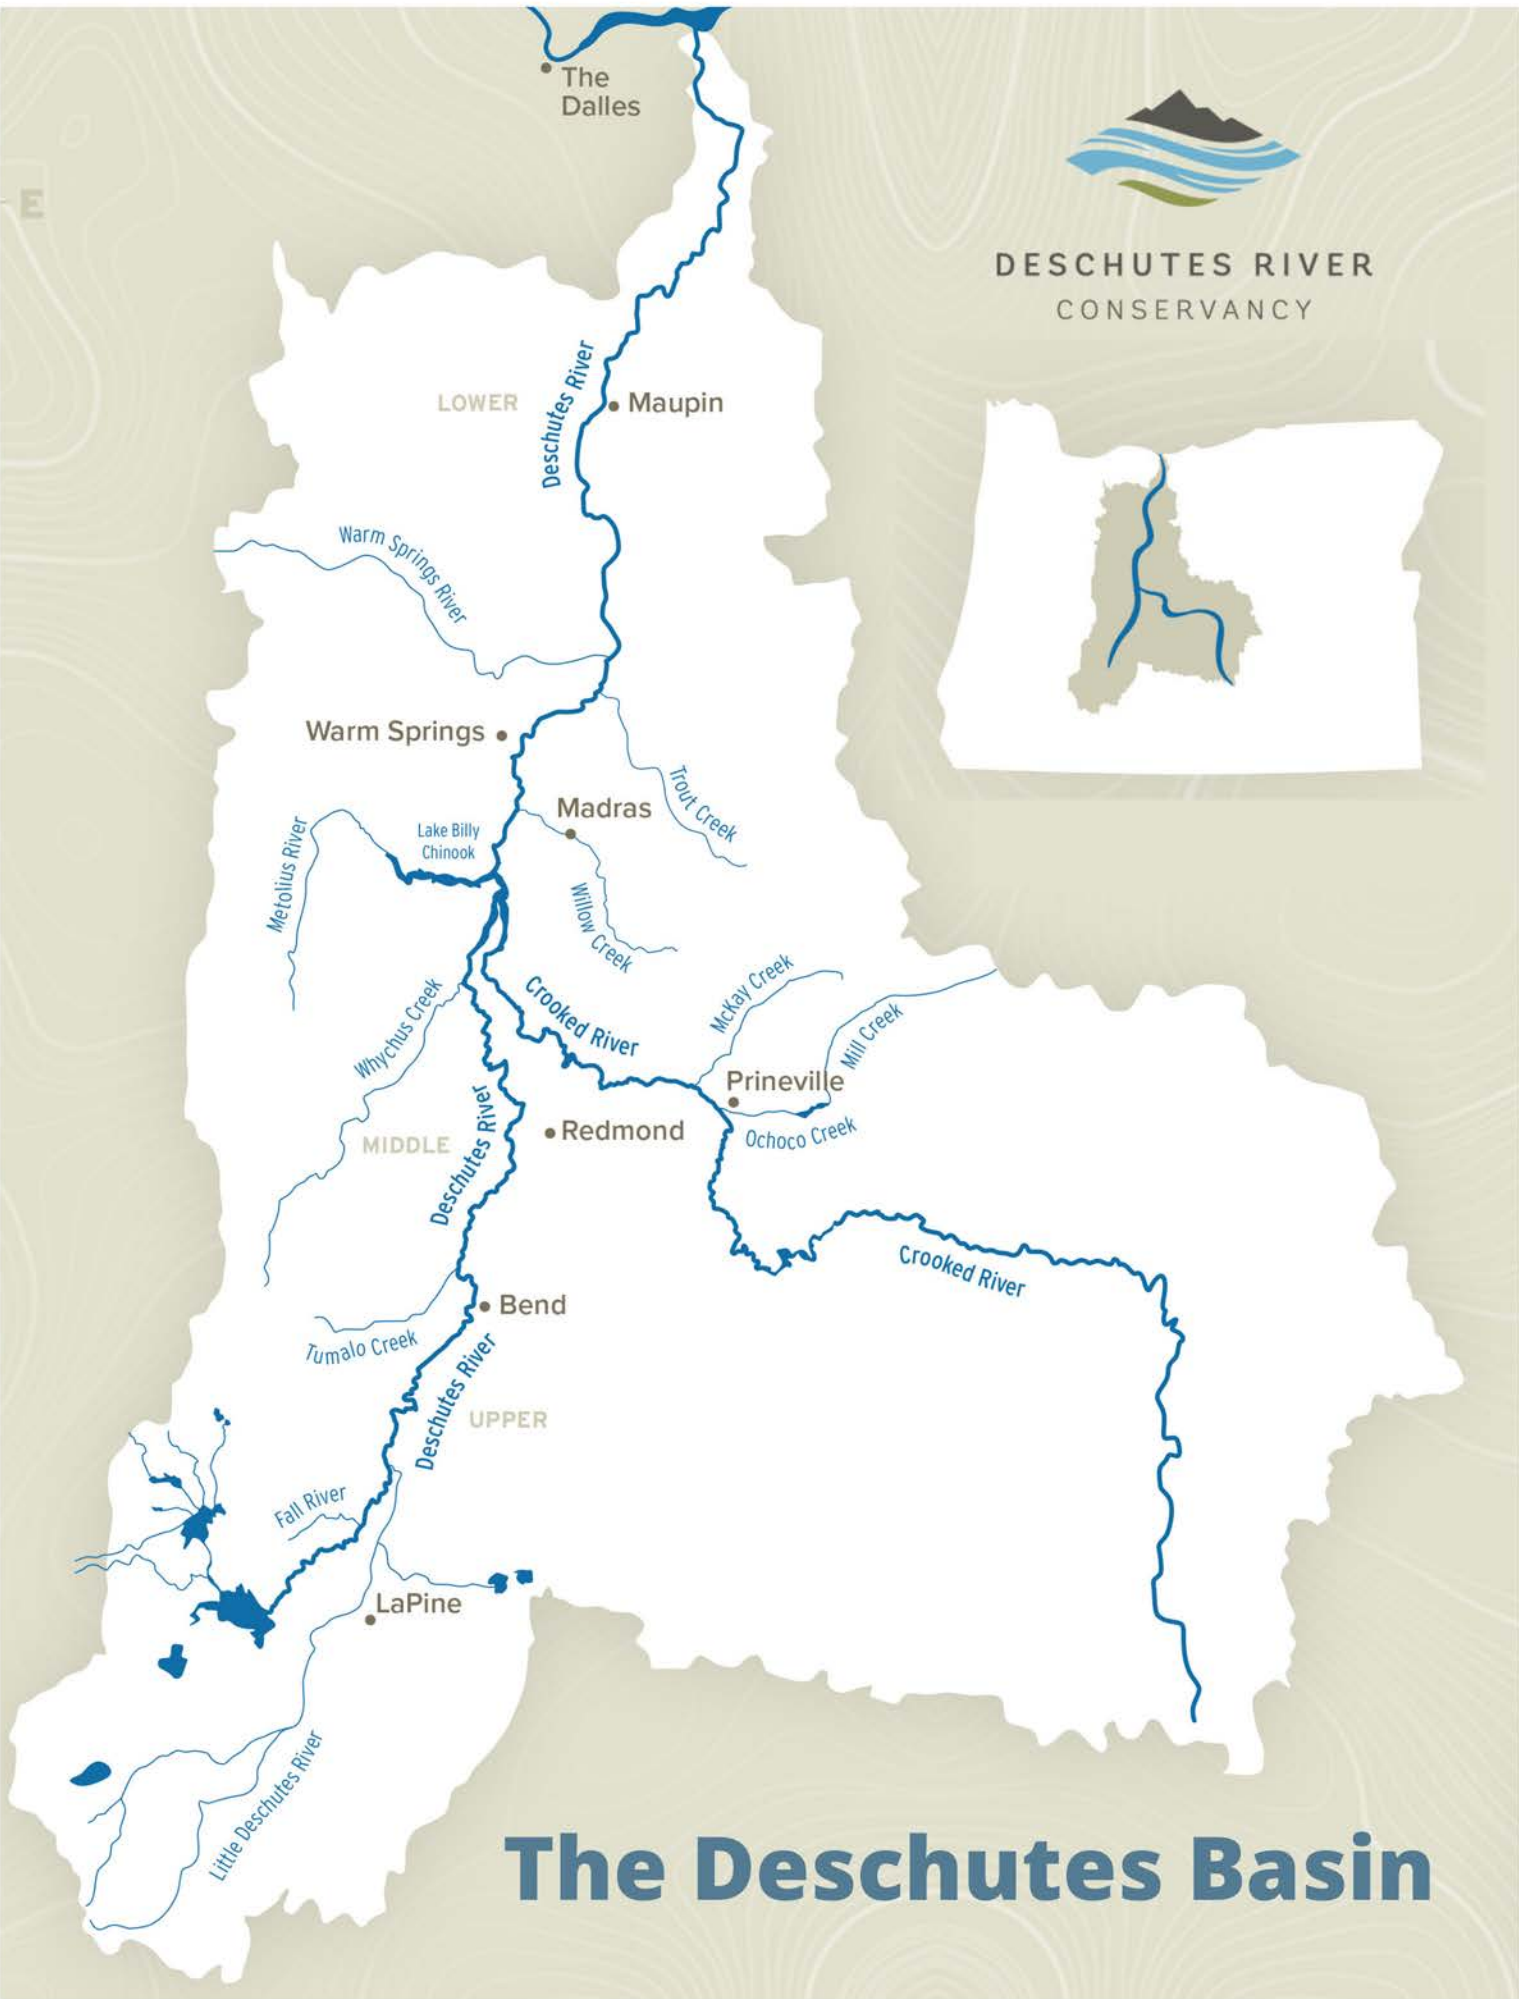 The
Dalles
E
DESCHUTES RIVER
CONSERVANCY
Deschutes River
LOWER
Maupin
Warm Springs River
Warm Springs
Trout Creek
Madras
Lake Billy
Chinook
Metolius River
Willow Creek
McKay Creek
Crooked River
Whychus Creek
Mill Creek
Prineville
Deschutes River
Redmond
Ochoco Creek
MIDDLE
Crooked River
Bend
Tumalo Creek
Deschutes River
UPPER
Fall River
LaPine
Little Deschutes River
The Deschutes Basin